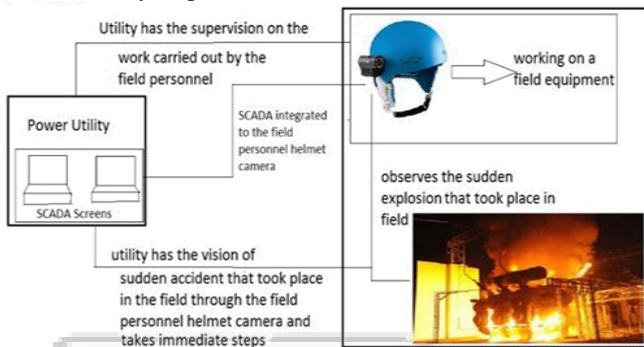 Utility has the supervision on the
work carried out by the
field personnel
working on a
field equipment
Power Utility
SCADA Screens
SCADA integrated
to the field
personnel helmet
camera
observes the sudden
explosion that took place in
field
utility has the vision of
sudden accident that took place
in the field through the field
personnel helmet camera and
takes immediate steps